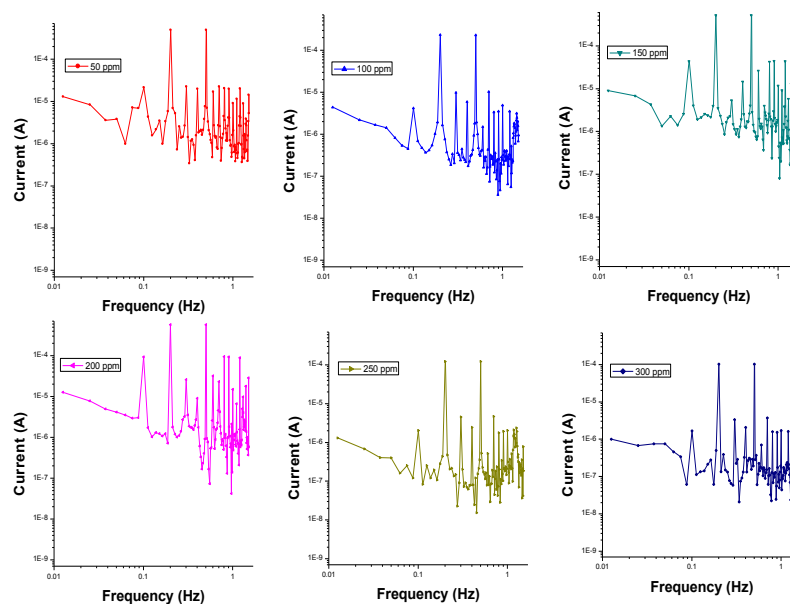 1E-4
1E-5
1E-6
1E-7
1E-8
1E-9
Current (A)
50 ppm
0.01
0.1
1
Frequency (Hz)
1E-4
1E-5
1E-6
1E-7
1E-8
1E-9
Current (A)
100 ppm
0.01
0.1
1
Frequency (Hz)
1E-4
1E-5
1E-6
1E-7
1E-8
1E-9
Current (A)
150 ppm
0.01
0.1
1
Frequency (Hz)
1E-4
1E-5
1E-6
1E-7
1E-8
1E-9
Current (A)
200 ppm
0.01
0.1
1
Frequency (Hz)
1E-4
1E-5
1E-6
1E-7
1E-8
1E-9
Current (A)
250 ppm
0.01
0.1
1
Frequency (Hz)
1E-4
1E-5
1E-6
1E-7
1E-8
1E-9
Current (A)
300 ppm
0.01
0.1
1
Frequency (Hz)